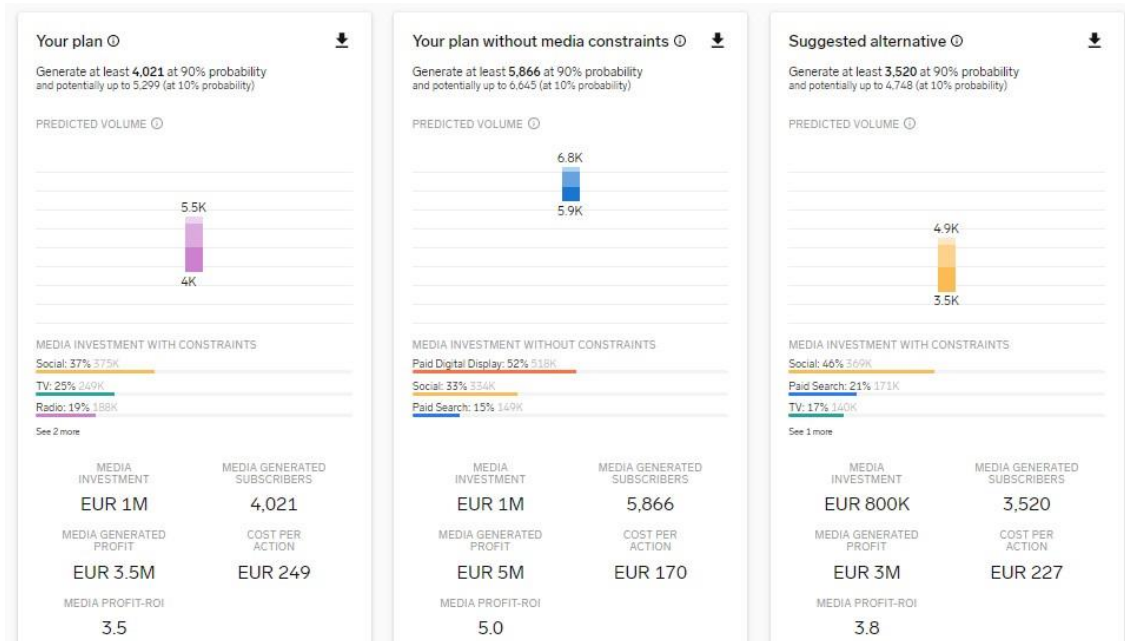 Your plan
Generate at least 4,021 at 90% probability
and potentially up to 5,299 (at 10% probability)
PREDICTED VOLUME
5.5K
4K
MEDIA INVESTMENT WITH CONSTRAINTS
Social: 37% 375K
TV: 25% 249K
Radio: 19% 188K
See 2 more
MEDIA INVESTMENT
EUR 1M
MEDIA GENERATED SUBSCRIBERS
4,021
MEDIA GENERATED PROFIT
EUR 3.5M
COST PER ACTION
EUR 249
MEDIA PROFIT-ROI
3.5
Your plan without media constraints
Generate at least 5,866 at 90% probability
and potentially up to 6,645 (at 10% probability)
PREDICTED VOLUME
6.8K
5.9K
MEDIA INVESTMENT WITHOUT CONSTRAINTS
Paid Digital Display: 52% 518K
Social: 33% 334K
Paid Search: 15% 149K
MEDIA INVESTMENT
EUR 1M
MEDIA GENERATED SUBSCRIBERS
5,866
MEDIA GENERATED PROFIT
EUR 5M
COST PER ACTION
EUR 170
MEDIA PROFIT-ROI
5.0
Suggested alternative
Generate at least 3,520 at 90% probability
and potentially up to 4,748 (at 10% probability)
PREDICTED VOLUME
4.9K
3.5K
MEDIA INVESTMENT WITH CONSTRAINTS
Social: 46% 369K
Paid Search: 21% 171K
TV: 17% 140K
See 1 more
MEDIA INVESTMENT
EUR 800K
MEDIA GENERATED SUBSCRIBERS
3,520
MEDIA GENERATED PROFIT
EUR 3M
COST PER ACTION
EUR 227
MEDIA PROFIT-ROI
3.8